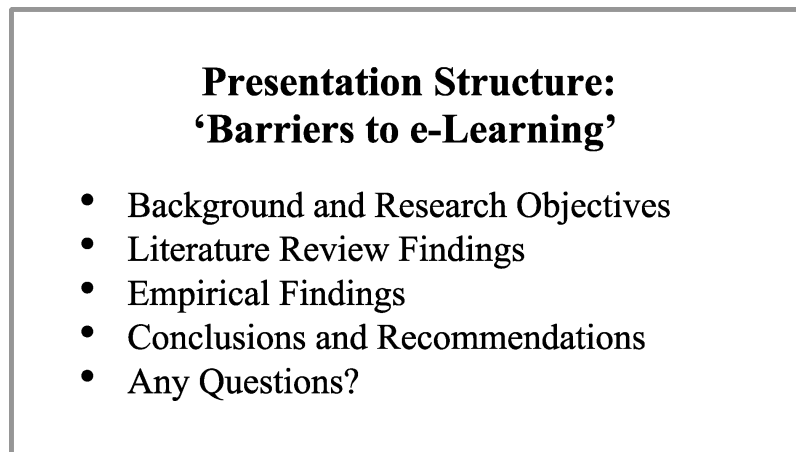 Presentation Structure:
‘Barriers to e-Learning’
• Background and Research Objectives
• Literature Review Findings
• Empirical Findings
• Conclusions and Recommendations
• Any Questions?